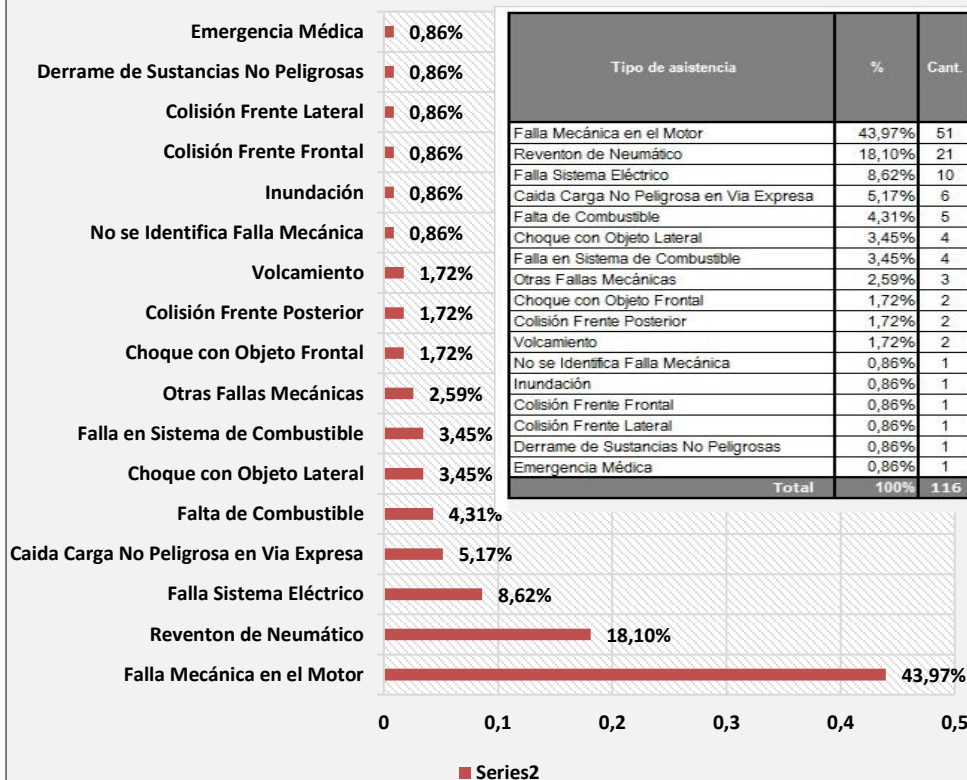 Emergencia Médica 0,86%
Derrame de Sustancias No Peligrosas 0,86%
Colisión Frente Lateral 0,86%
Colisión Frente Frontal 0,86%
Inundación 0,86%
No se Identifica Falla Mecánica 0,86%
Volcamiento 1,72%
Colisión Frente Posterior 1,72%
Choque con Objeto Frontal 1,72%
Otras Fallas Mecánicas 2,59%
Falla en Sistema de Combustible 3,45%
Choque con Objeto Lateral 3,45%
Falta de Combustible 4,31%
Caida Carga No Peligrosa en Via Expresa 5,17%
Falla Sistema Eléctrico 8,62%
Reventon de Neumático 18,10%
Falla Mecánica en el Motor 43,97%
0 0,1 0,2 0,3 0,4 0,5
Series2
Tipo de asistencia % Cant.
Falla Mecánica en el Motor 43,97% 51
Reventon de Neumático 18,10% 21
Falla Sistema Eléctrico 8,62% 10
Caida Carga No Peligrosa en Via Expresa 5,17% 6
Falta de Combustible 4,31% 5
Choque con Objeto Lateral 3,45% 4
Falla en Sistema de Combustible 3,45% 4
Otras Fallas Mecánicas 2,59% 3
Choque con Objeto Frontal 1,72% 2
Colisión Frente Posterior 1,72% 2
Volcamiento 1,72% 2
No se Identifica Falla Mecánica 0,86% 1
Inundación 0,86% 1
Colisión Frente Frontal 0,86% 1
Colisión Frente Lateral 0,86% 1
Derrame de Sustancias No Peligrosas 0,86% 1
Emergencia Médica 0,86% 1
Total 100% 116